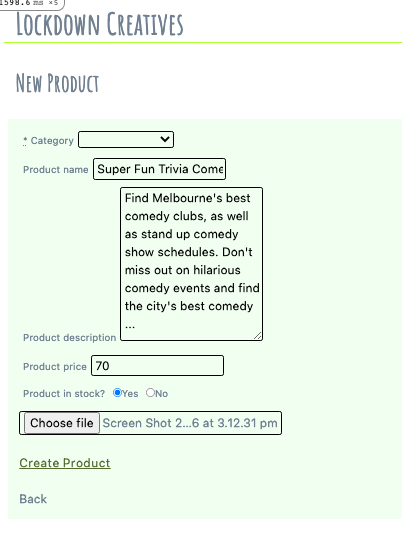 1598.6 ms ×5
Lockdown Creatives
New Product
* Category
Product name Super Fun Trivia Come
Find Melbourne's best
comedy clubs, as well
as stand up comedy
show schedules. Don't
miss out on hilarious
comedy events and find
the city's best comedy
...
Product description
Product price 70
Product in stock? Yes No
Choose file Screen Shot 2...6 at 3.12.31 pm
Create Product
Back